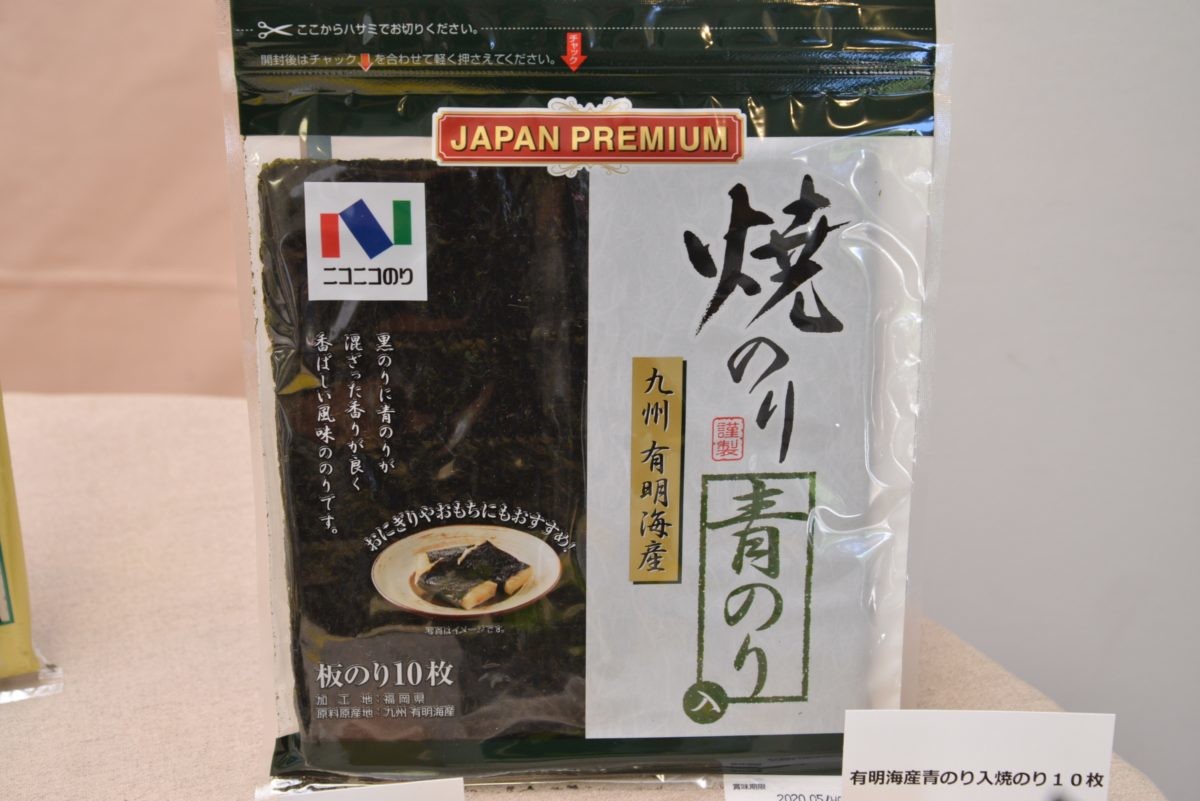 ここからハサミでお切りください。
開封後はチャック を合わせて軽く押さえてください。
チャック
JAPAN PREMIUM
ニコニコのり
焼のり
謹製
青のり
入
九州 有明海産
黒のりに青のりが
混ざった香りが良く
香ばしい風味ののりです。
おにぎりやおもちにもおすすめ!
写真はイメージです。
板のり10枚
加工地:福岡県
原料原産地:九州 有明海産
賞味期限
有明海産青のり入焼のり10枚